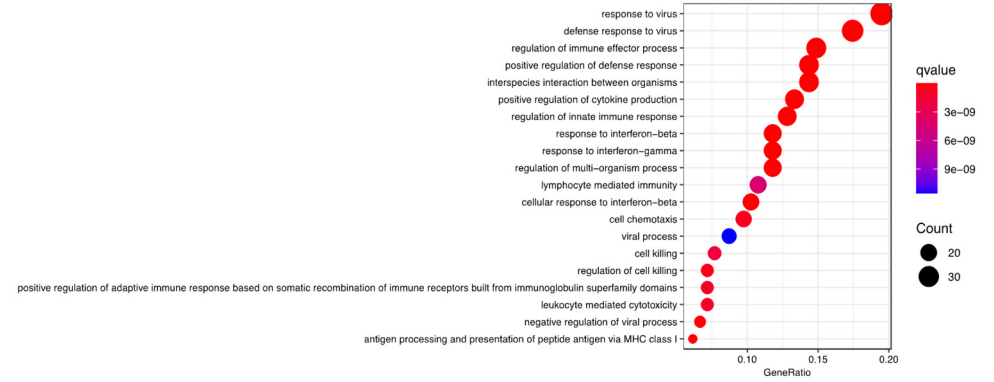 response to virus
defense response to virus
regulation of immune effector process
positive regulation of defense response
interspecies interaction between organisms
positive regulation of cytokine production
regulation of innate immune response
response to interferon−beta
response to interferon−gamma
regulation of multi−organism process
lymphocyte mediated immunity
cellular response to interferon−beta
cell chemotaxis
viral process
cell killing
regulation of cell killing
positive regulation of adaptive immune response based on somatic recombination of immune receptors built from immunoglobulin superfamily domains
leukocyte mediated cytotoxicity
negative regulation of viral process
antigen processing and presentation of peptide antigen via MHC class I
0.10 0.15 0.20
GeneRatio
qvalue
3e−09
6e−09
9e−09
Count
20
30